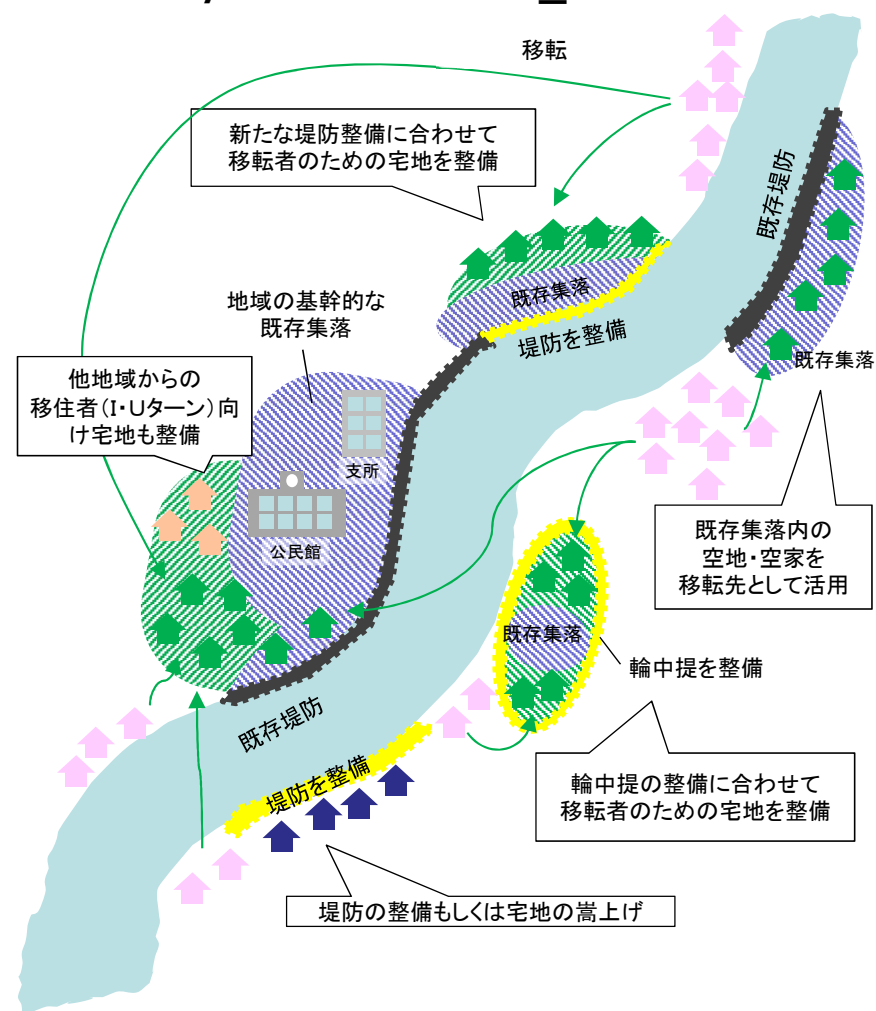 移転
新たな堤防整備に合わせて
移転者のための宅地を整備
既存堤防
既存集落
堤防を整備
地域の基幹的な
既存集落
既存集落
他地域からの
移住者(I・Uターン)向
け宅地も整備
支所
公民館
既存集落内の
空地・空家を
移転先として活用
既存集落
輪中提を整備
既存堤防
堤防を整備
輪中提の整備に合わせて
移転者のための宅地を整備
堤防の整備もしくは宅地の嵩上げ